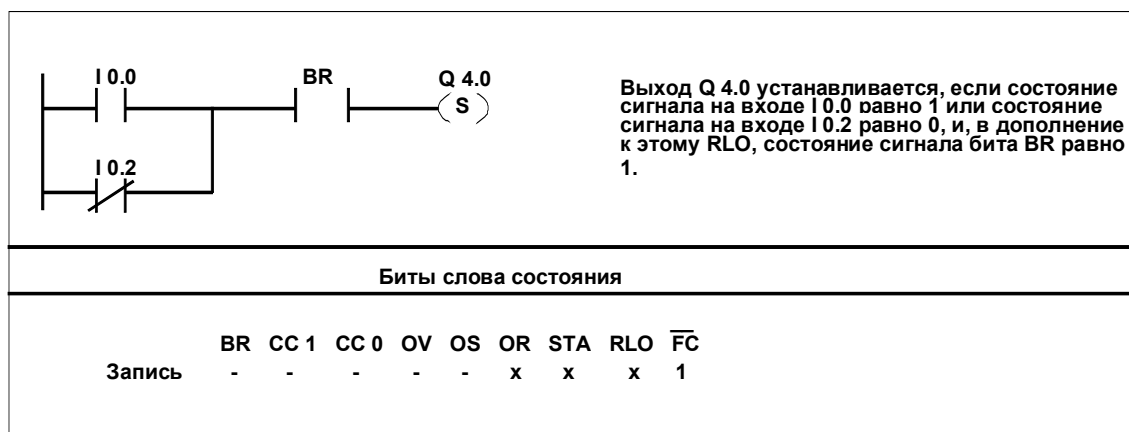 I 0.0 BR Q 4.0
( S )
I 0.2
Выход Q 4.0 устанавливается, если состояние
сигнала на входе I 0.0 равно 1 или состояние
сигнала на входе I 0.2 равно 0, и, в дополнение
к этому RLO, состояние сигнала бита BR равно
1.
Биты слова состояния
BR CC 1 CC 0 OV OS OR STA RLO F̅C̅
Запись - - - - - x x x 1